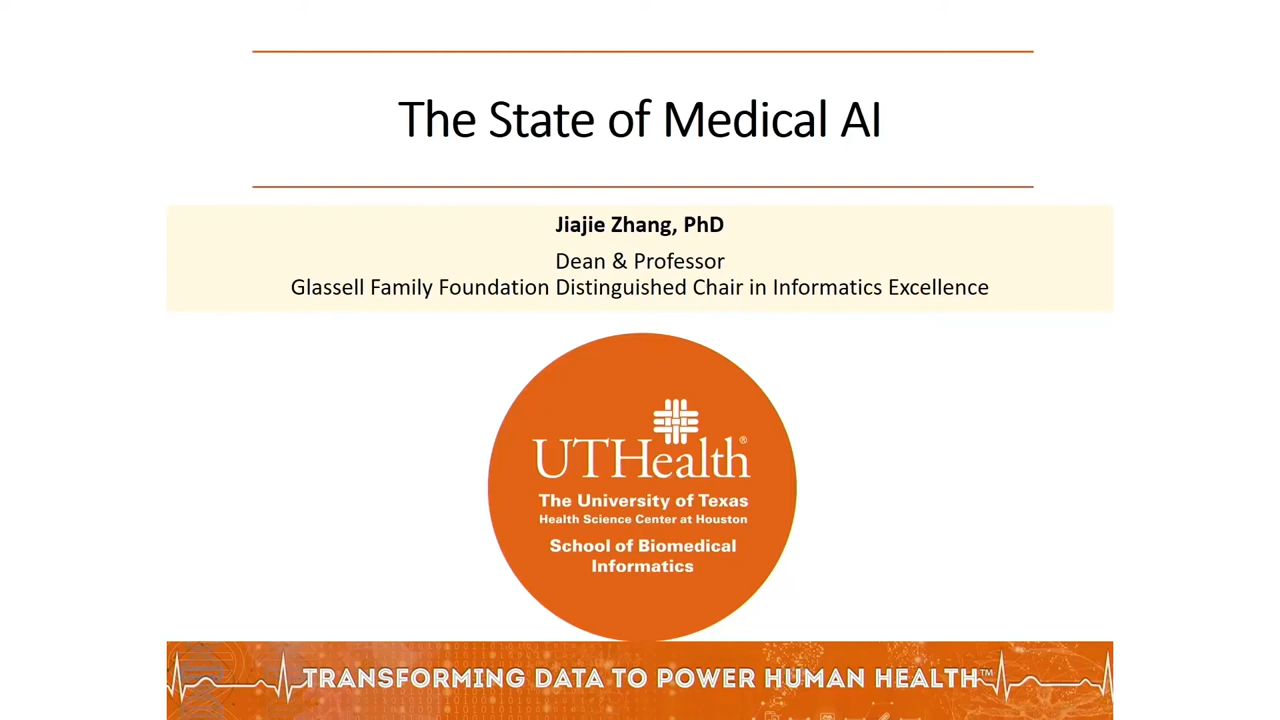 The State of Medical AI
Jiajie Zhang, PhD
Dean & Professor
Glassell Family Foundation Distinguished Chair in Informatics Excellence
UTHealth®
The University of Texas
Health Science Center at Houston
School of Biomedical
Informatics
TRANSFORMING DATA TO POWER HUMAN HEALTH™